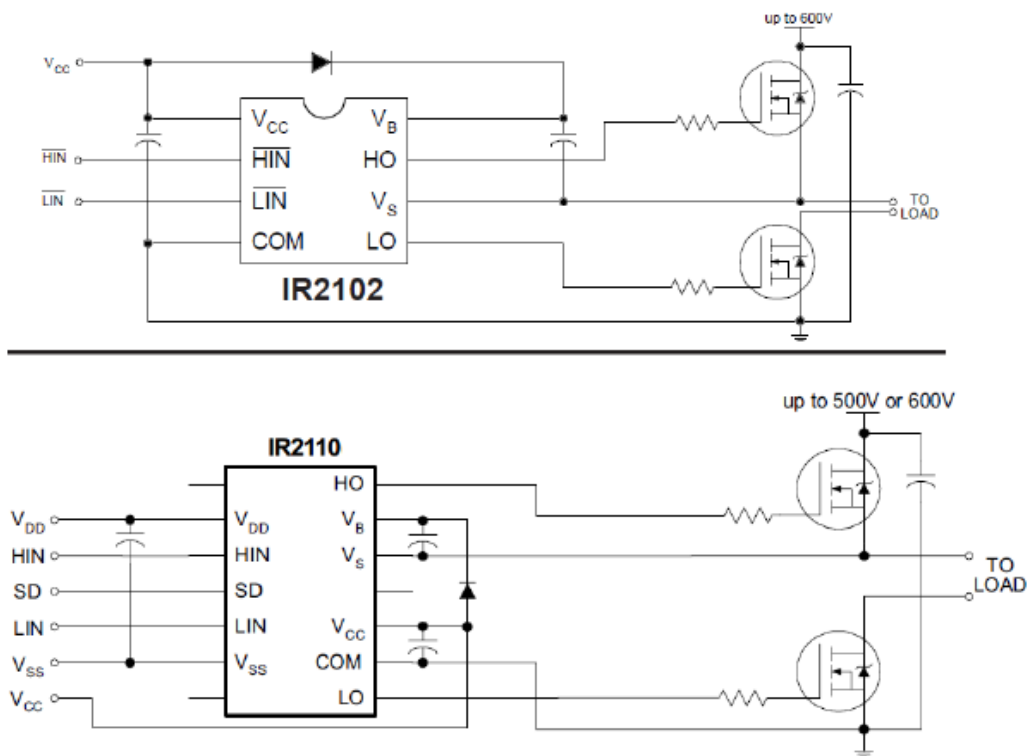 up to 600V
VCC
VCC
VB
H̅I̅N̅
H̅I̅N̅
HO
L̅I̅N̅
L̅I̅N̅
VS
TO
LOAD
COM
LO
IR2102
up to 500V or 600V
IR2110
HO
VDD
VDD
VB
HIN
HIN
VS
TO
LOAD
SD
SD
LIN
LIN
VCC
VSS
VSS
COM
VCC
LO